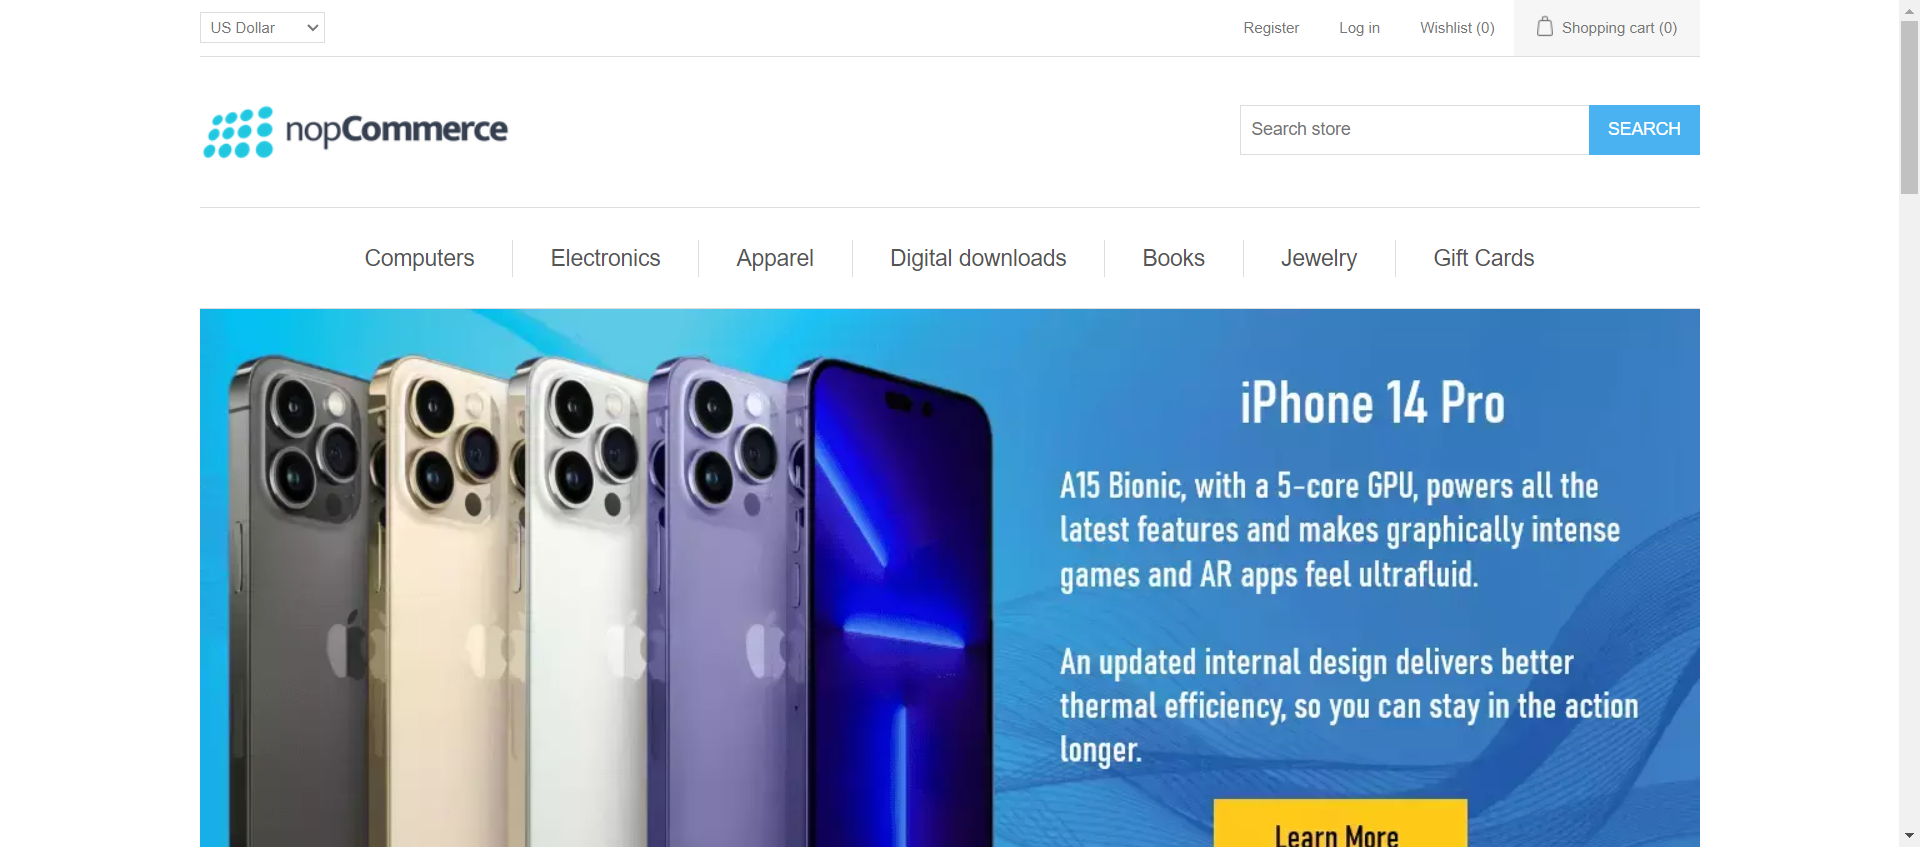 US Dollar
Register
Log in
Wishlist (0)
Shopping cart (0)
nopCommerce
Search store
SEARCH
Computers
Electronics
Apparel
Digital downloads
Books
Jewelry
Gift Cards
iPhone 14 Pro
A15 Bionic, with a 5-core GPU, powers all the
latest features and makes graphically intense
games and AR apps feel ultrafluid.
An updated internal design delivers better
thermal efficiency, so you can stay in the action
longer.
Learn More